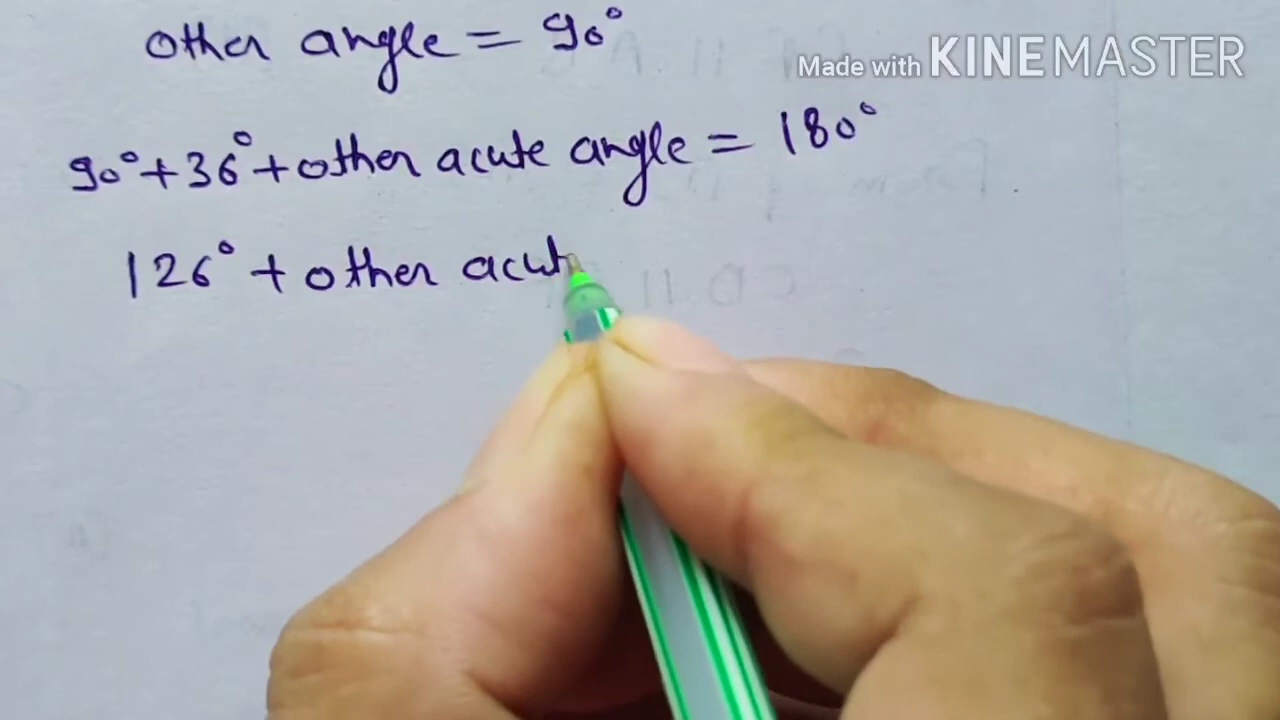 other angle = 90°
Made with KINEMASTER
90° + 36° + other acute angle = 180°
126° + other acut